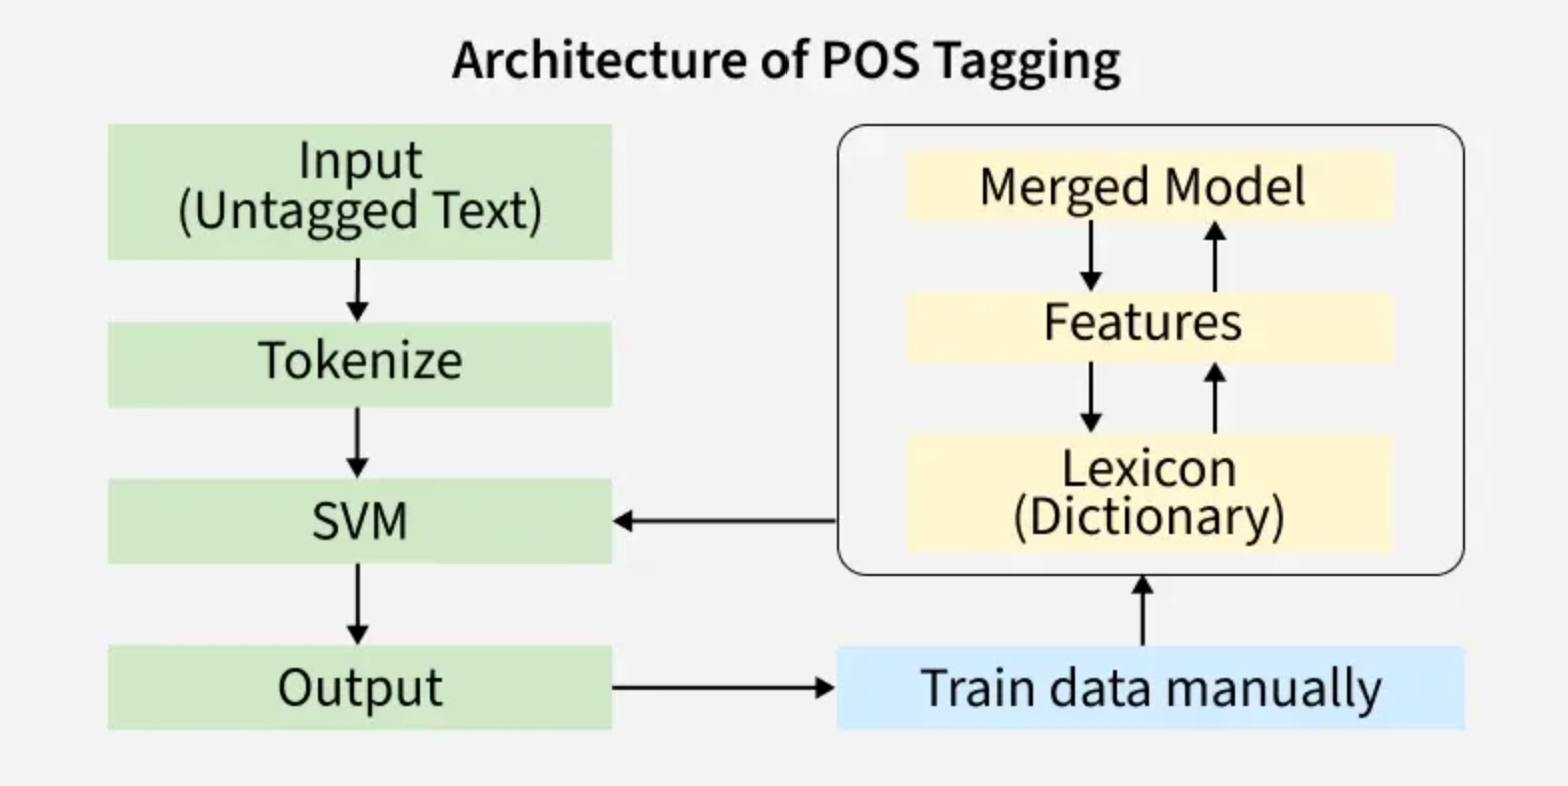 Architecture of POS Tagging
Input
(Untagged Text)
Tokenize
SVM
Output
Merged Model
Features
Lexicon
(Dictionary)
Train data manually